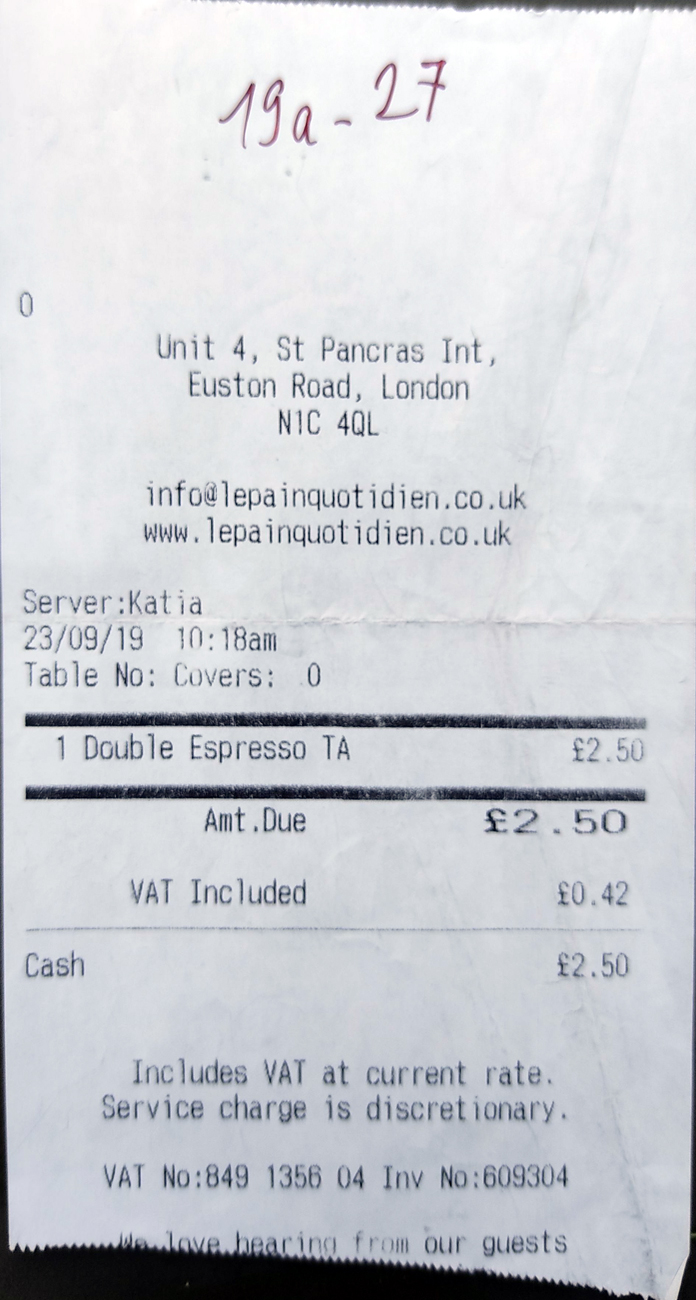 19a - 27
0
Unit 4, St Pancras Int,
Euston Road, London
N1C 4QL
info@lepainquotidien.co.uk
www.lepainquotidien.co.uk
Server:Katia
23/09/19 10:18am
Table No: Covers: 0
1 Double Espresso TA £2.50
Amt.Due £2.50
VAT Included £0.42
Cash £2.50
Includes VAT at current rate.
Service charge is discretionary.
VAT No:849 1356 04 Inv No:609304
We love hearing from our guests